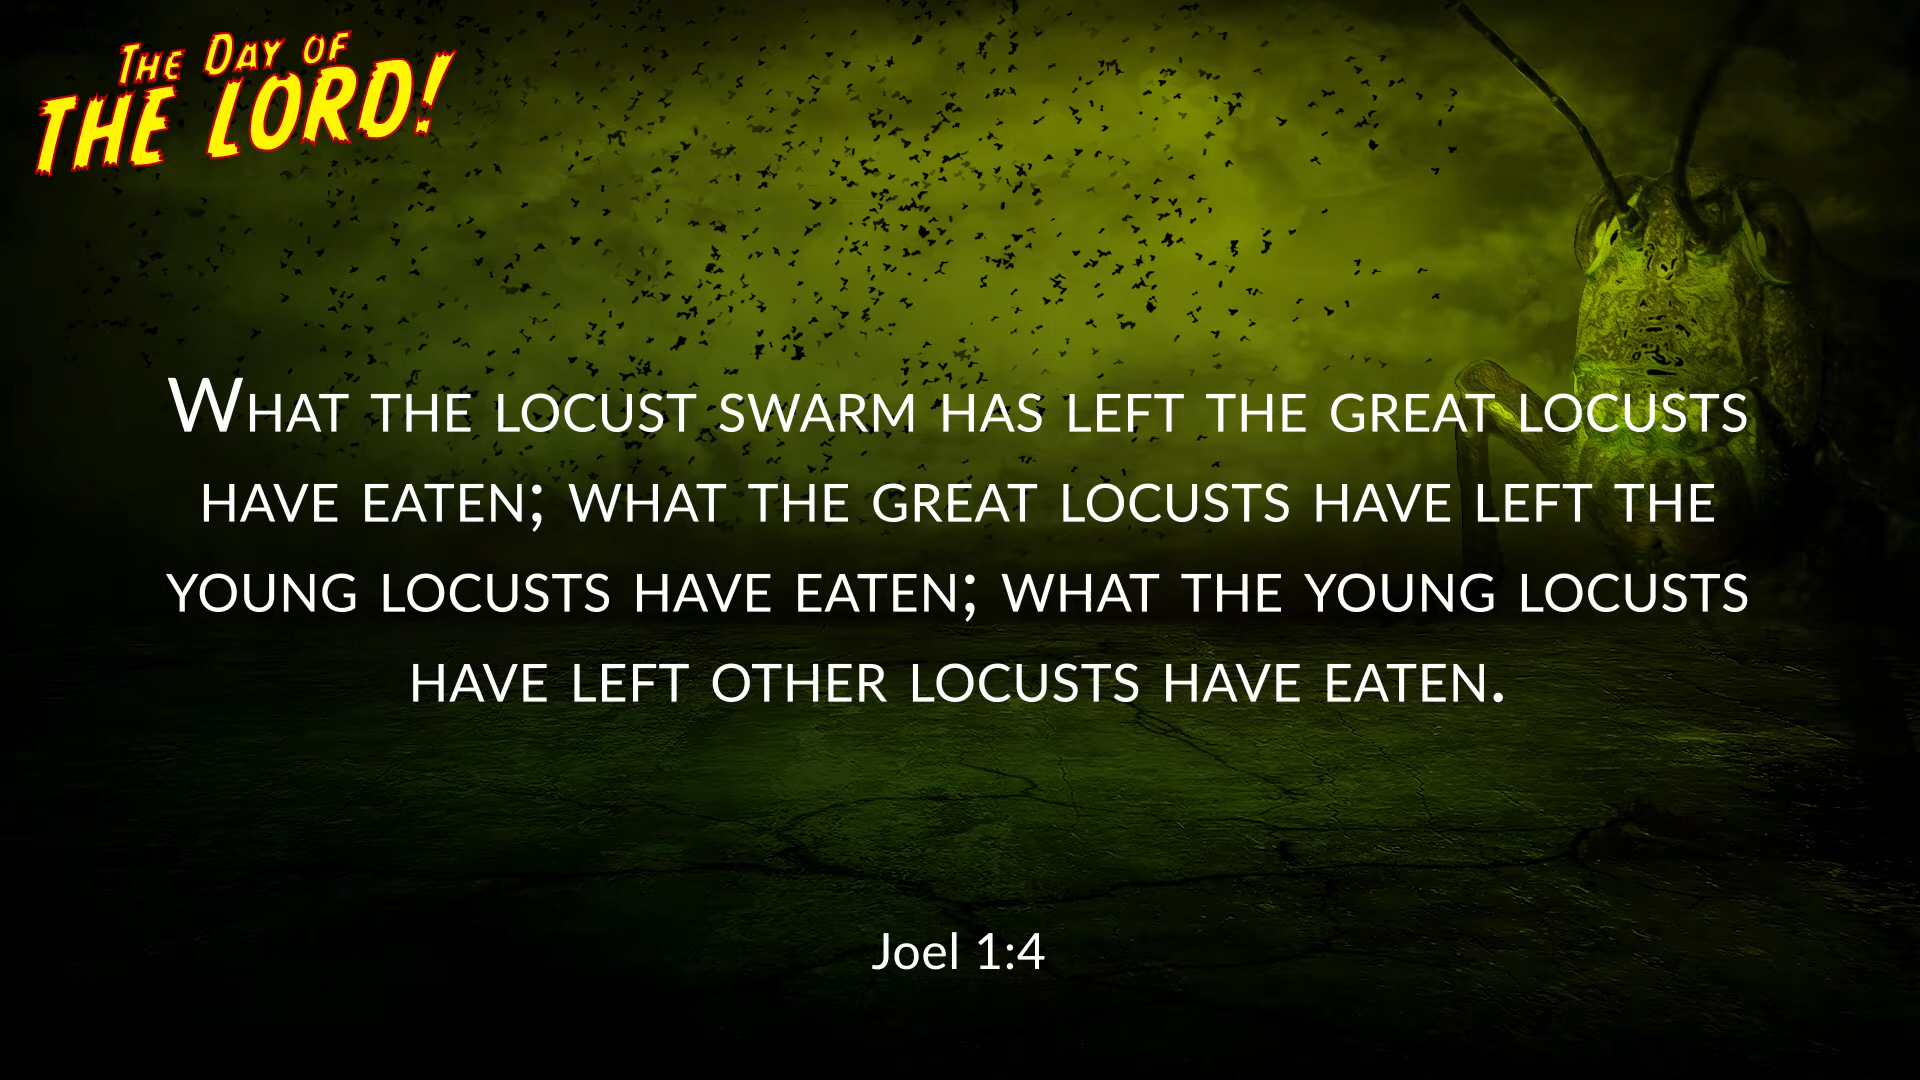 The Day of
THE LORD!
What the locust swarm has left the great locusts
have eaten; what the great locusts have left the
young locusts have eaten; what the young locusts
have left other locusts have eaten.
Joel 1:4